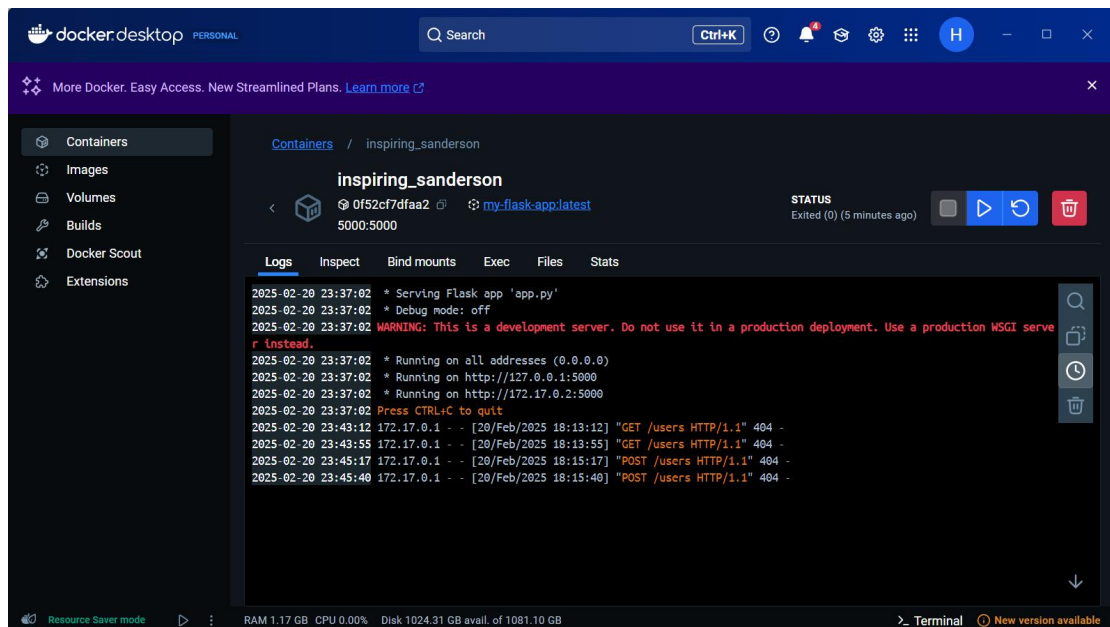 docker.desktop PERSONAL
Search
Ctrl+K
4
H
More Docker. Easy Access. New Streamlined Plans. Learn more
Containers
Images
Volumes
Builds
Docker Scout
Extensions
Containers / inspiring_sanderson
inspiring_sanderson
0f52cf7dfaa2 my-flask-app:latest
5000:5000
STATUS
Exited (0) (5 minutes ago)
Logs Inspect Bind mounts Exec Files Stats
2025-02-20 23:37:02 * Serving Flask app 'app.py'
2025-02-20 23:37:02 * Debug mode: off
2025-02-20 23:37:02 WARNING: This is a development server. Do not use it in a production deployment. Use a production WSGI serve
r instead.
2025-02-20 23:37:02 * Running on all addresses (0.0.0.0)
2025-02-20 23:37:02 * Running on http://127.0.0.1:5000
2025-02-20 23:37:02 * Running on http://172.17.0.2:5000
2025-02-20 23:37:02 Press CTRL+C to quit
2025-02-20 23:43:12 172.17.0.1 - - [20/Feb/2025 18:13:12] "GET /users HTTP/1.1" 404 -
2025-02-20 23:43:55 172.17.0.1 - - [20/Feb/2025 18:13:55] "GET /users HTTP/1.1" 404 -
2025-02-20 23:45:17 172.17.0.1 - - [20/Feb/2025 18:15:17] "POST /users HTTP/1.1" 404 -
2025-02-20 23:45:40 172.17.0.1 - - [20/Feb/2025 18:15:40] "POST /users HTTP/1.1" 404 -
Resource Saver mode
RAM 1.17 GB CPU 0.00% Disk 1024.31 GB avail. of 1081.10 GB
>_ Terminal
New version available